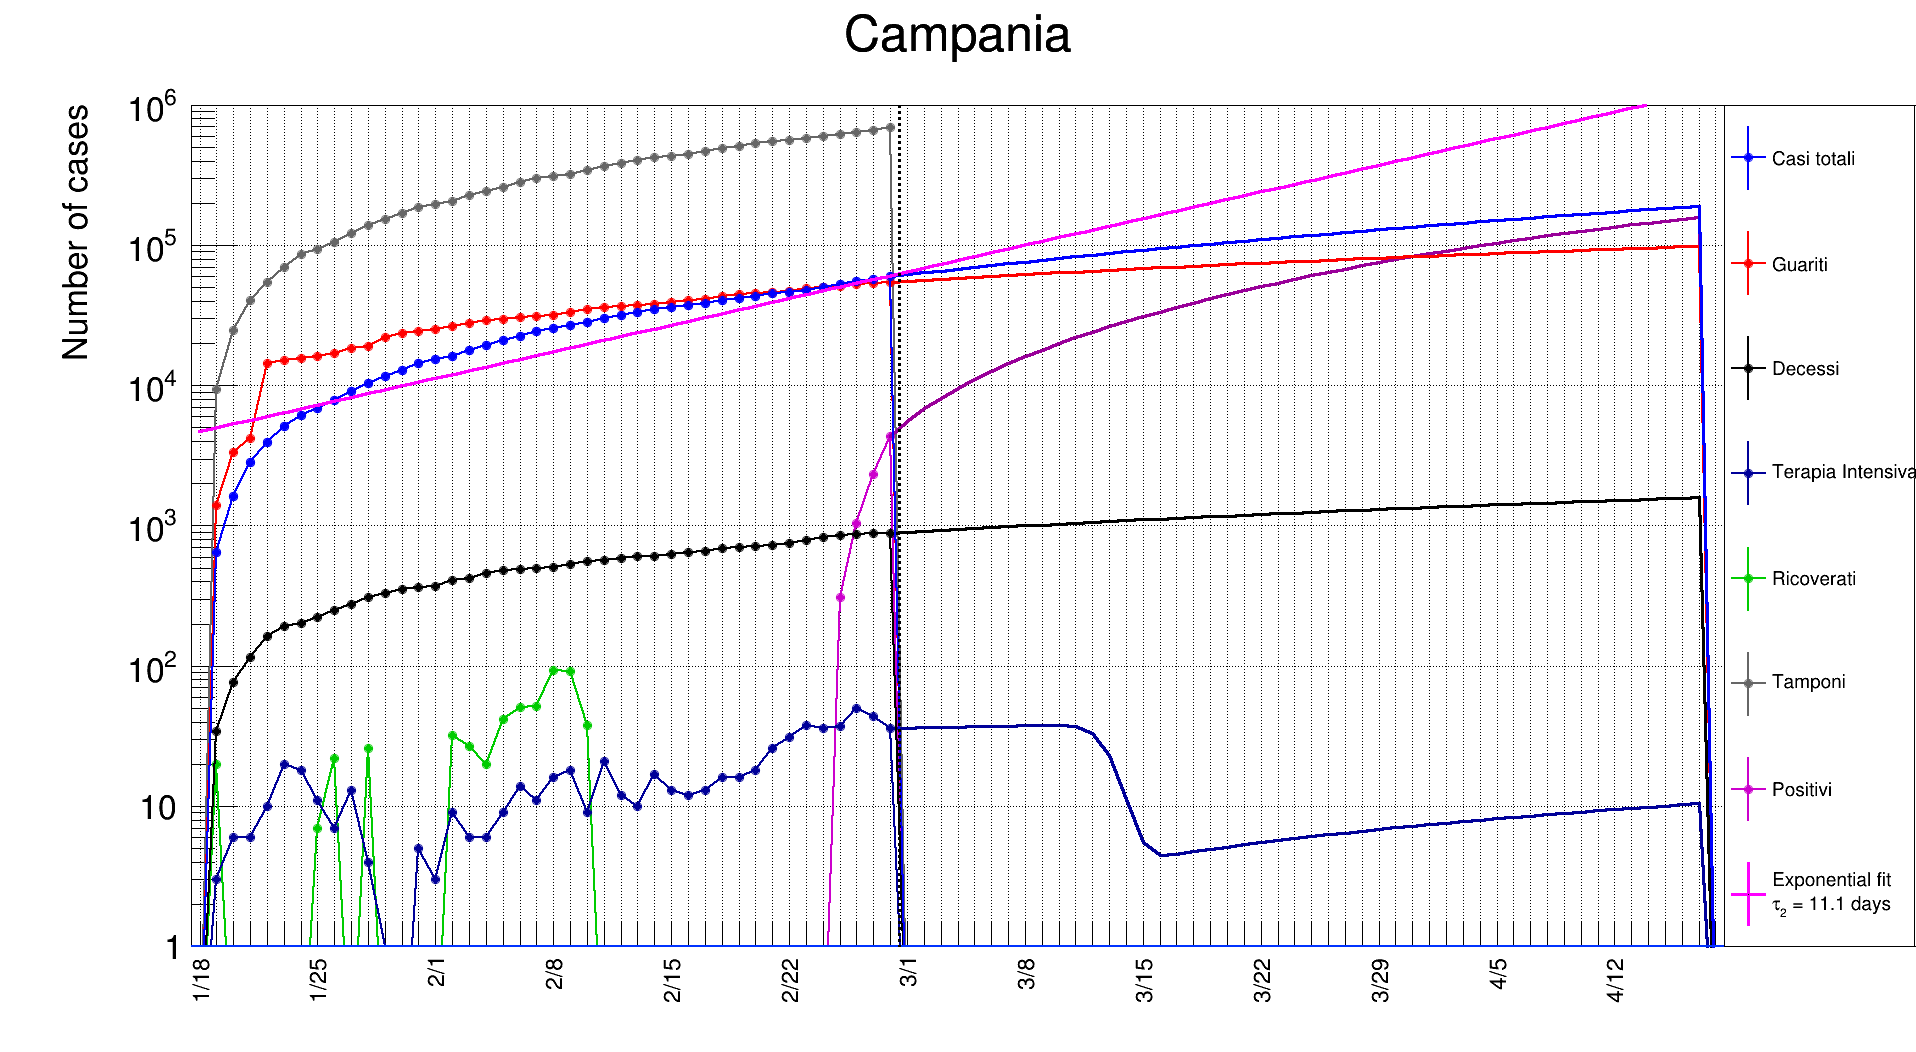 Campania
Number of cases
10^6
10^5
10^4
10^3
10^2
10
1
1/18
1/25
2/1
2/8
2/15
2/22
3/1
3/8
3/15
3/22
3/29
4/5
4/12
Casi totali
Guariti
Decessi
Terapia Intensiva
Ricoverati
Tamponi
Positivi
Exponential fit
τ₂ = 11.1 days